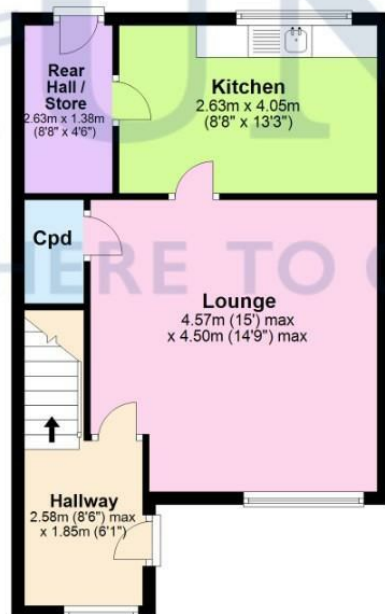 Rear
Hall /
Store
2.63m x 1.38m
(8'8" x 4'6")
Kitchen
2.63m x 4.05m
(8'8" x 13'3")
Cpd
HERE TO
Lounge
4.57m (15') max
x 4.50m (14'9") max
Hallway
2.58m (8'6") max
x 1.85m (6'1")